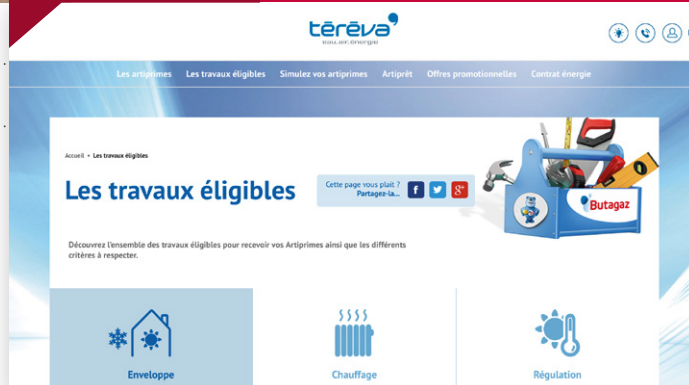 tērēva
eau.air.énergie
Les artiprimes Les travaux éligibles Simulez vos artiprimes Artiprêt Offres promotionnelles Contrat énergie
Accueil • Les travaux éligibles
Les travaux éligibles
Cette page vous plait ?
Partagez-la...
f
g+
Butagaz
Découvrez l'ensemble des travaux éligibles pour recevoir vos Artiprimes ainsi que les différents
critères à respecter.
Enveloppe
Chauffage
Régulation